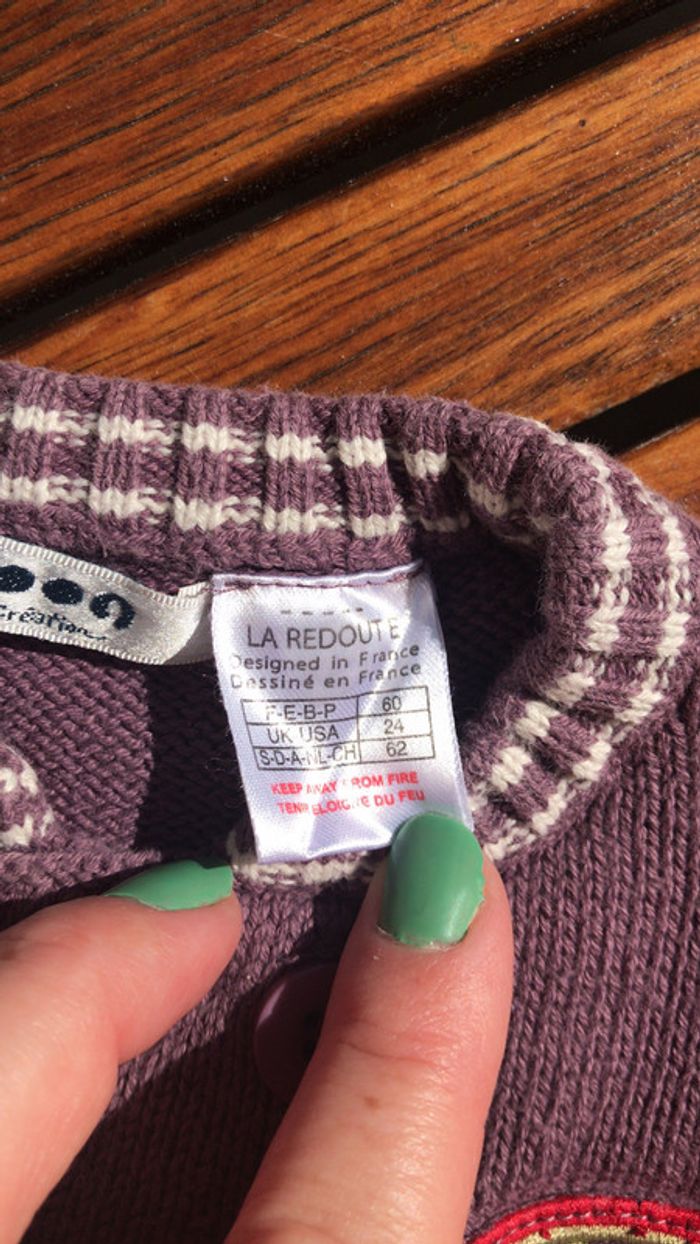 Création
LA REDOUTE
Designed in France
Dessiné en France
F-E-B-P 60
UK USA 24
S-D-A-NL-CH 62
KEEP AWAY FROM FIRE
TENIR ELOIGNE DU FEU